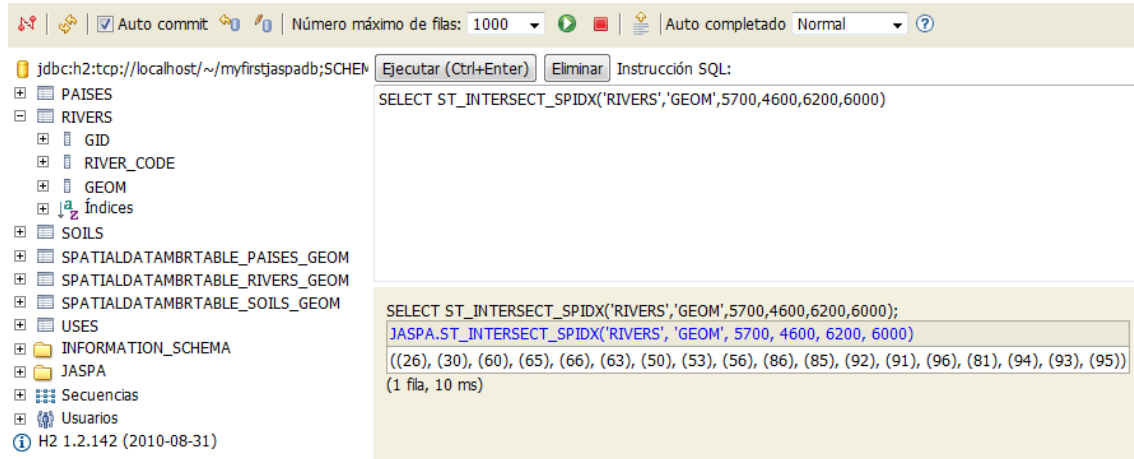 Auto commit Número máximo de filas: 1000 Auto completado Normal
jdbc:h2:tcp://localhost/~/myfirstjaspadb;SCHEM
PAISES
RIVERS
GID
RIVER_CODE
GEOM
Índices
SOILS
SPATIALDATAMBRTABLE_PAISES_GEOM
SPATIALDATAMBRTABLE_RIVERS_GEOM
SPATIALDATAMBRTABLE_SOILS_GEOM
USES
INFORMATION_SCHEMA
JASPA
Secuencias
Usuarios
H2 1.2.142 (2010-08-31)
Ejecutar (Ctrl+Enter) Eliminar Instrucción SQL:
SELECT ST_INTERSECT_SPIDX('RIVERS','GEOM',5700,4600,6200,6000)
SELECT ST_INTERSECT_SPIDX('RIVERS','GEOM',5700,4600,6200,6000);
JASPA.ST_INTERSECT_SPIDX('RIVERS', 'GEOM', 5700, 4600, 6200, 6000)
((26), (30), (60), (65), (66), (63), (50), (53), (56), (86), (85), (92), (91), (96), (81), (94), (93), (95))
(1 fila, 10 ms)